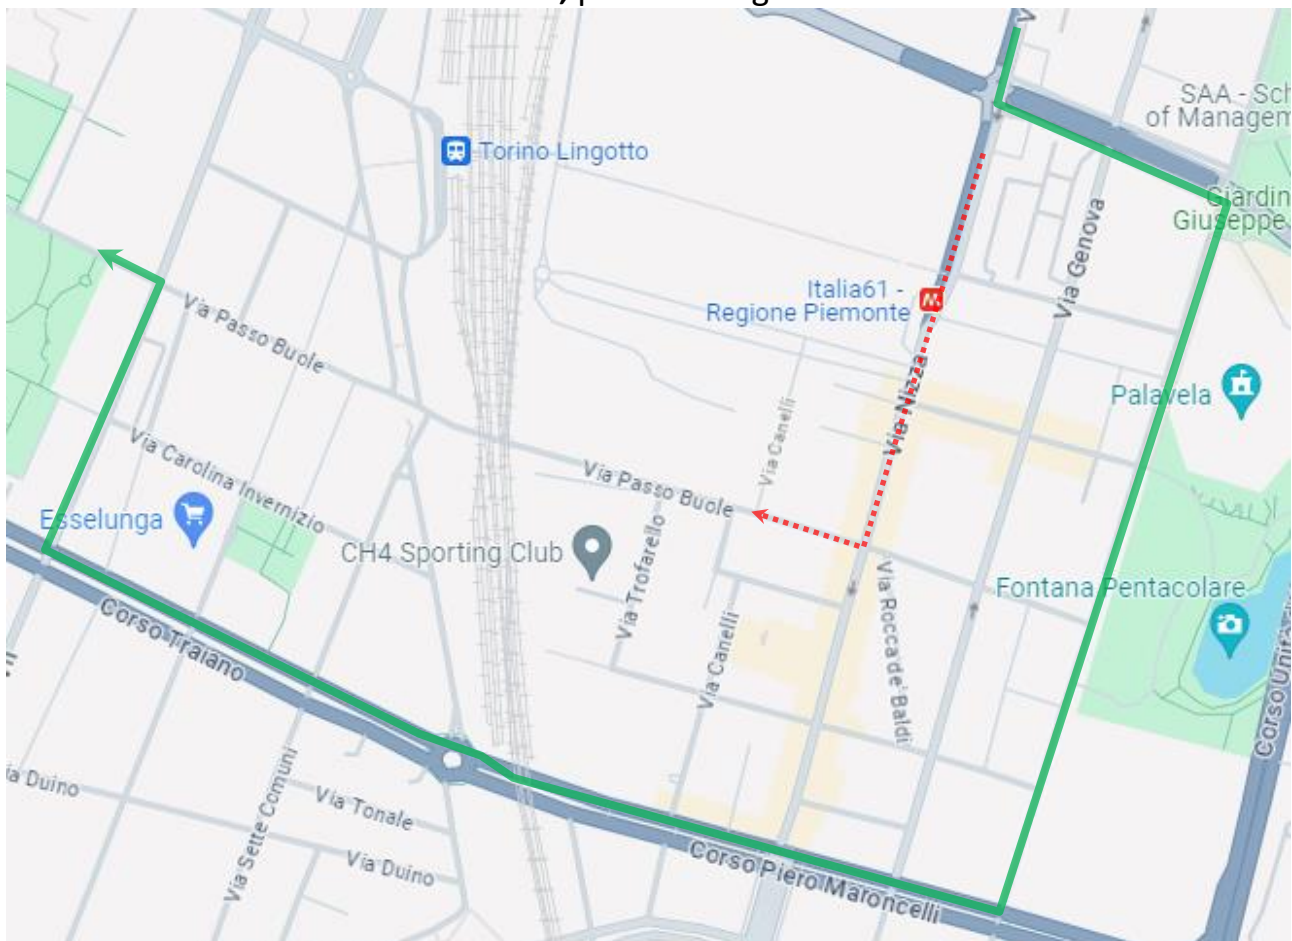 SAA - Sch
of Managem
Torino Lingotto
Giardin
Giuseppe
Via Genova
Italia61 -
Regione Piemonte
Via Passo Buole
Via Nizza
Palavela
Via Canelli
Via Carolina Invernizio
Via Passo Buole
Esselunga
CH4 Sporting Club
Via Trofarello
Via Rocca de' Baldi
Fontana Pentacolare
Corso Traiano
Via Canelli
Corso Unità
ia Duino
Via Sette Comuni
Via Tonale
Via Duino
Corso Piero Maroncelli